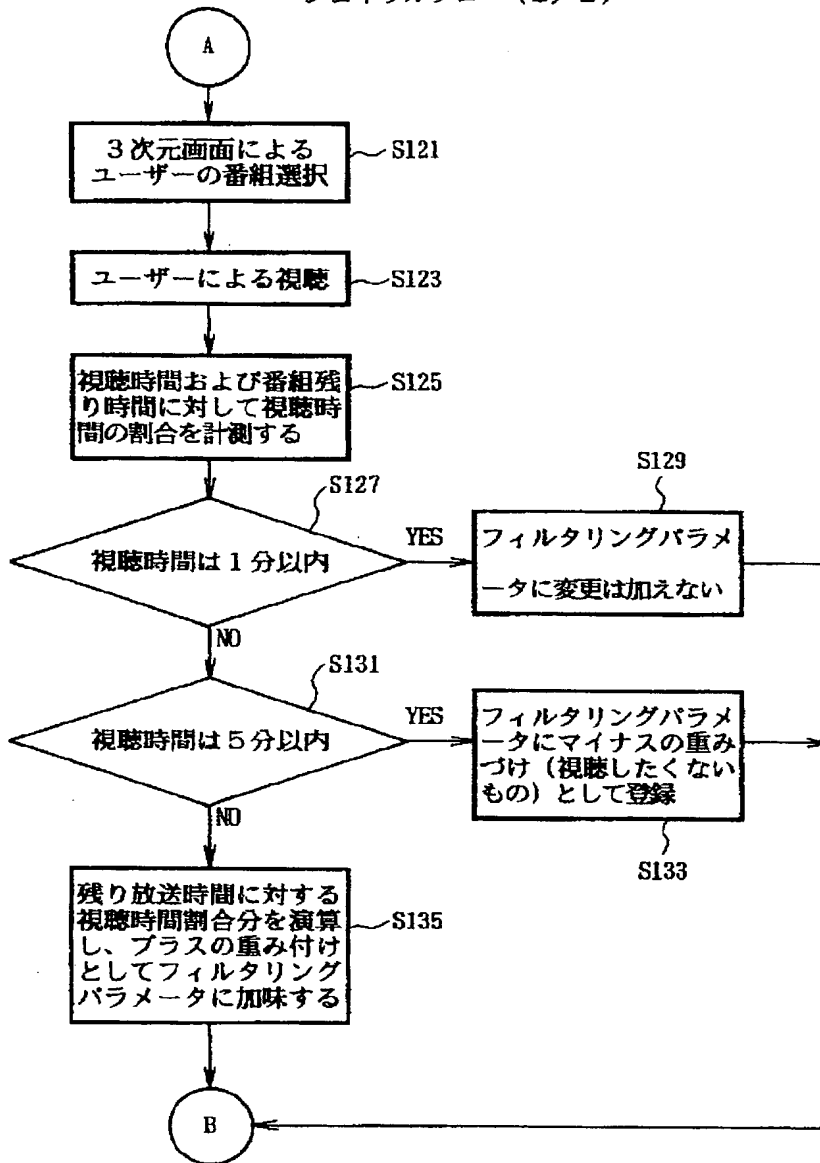 A
3次元画面による
ユーザーの番組選択
S121
ユーザーによる視聴
S123
視聴時間および番組残
り時間に対して視聴時
間の割合を計測する
S125
S127
視聴時間は1分以内
YES
NO
S129
フィルタリングパラメ
ータに変更は加えない
S131
視聴時間は5分以内
YES
NO
フィルタリングパラメ
ータにマイナスの重み
づけ(視聴したくない
もの)として登録
S133
残り放送時間に対する
視聴時間割合分を演算
し、プラスの重み付け
としてフィルタリング
パラメータに加味する
S135
B